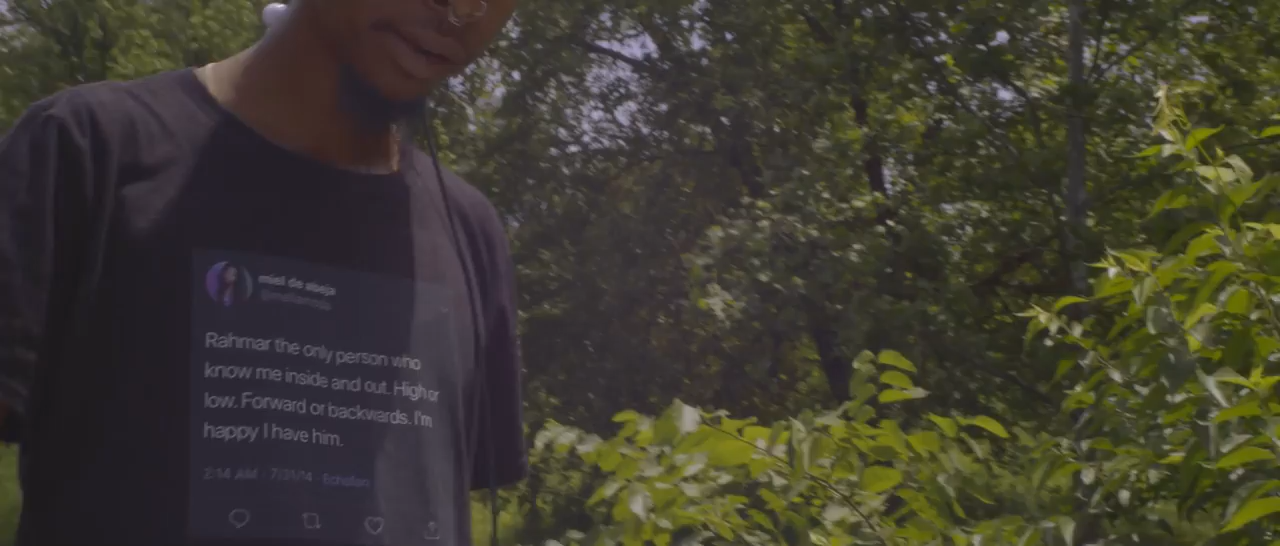 miel de abeja
Rahmar the only person who
know me inside and out. High or
low. Forward or backwards. I'm
happy I have him.
2:14 AM · 7/31/14 · Echofon